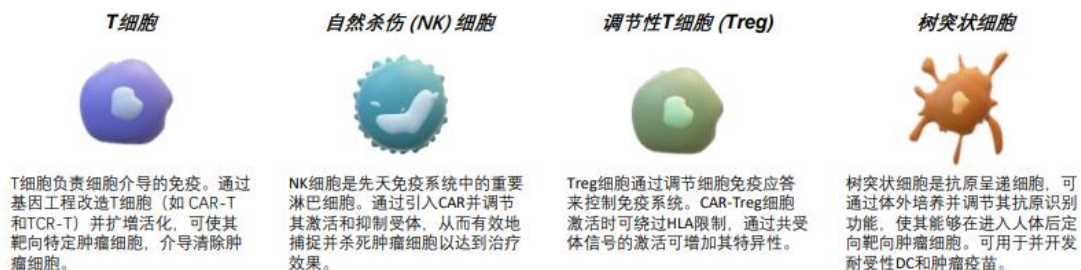 T细胞
T细胞负责细胞介导的免疫。通过
基因工程改造T细胞（如 CAR-T
和TCR-T）并扩增活化，可使其
靶向特定肿瘤细胞，介导清除肿
瘤细胞。
自然杀伤 (NK) 细胞
NK细胞是先天免疫系统中的重要
淋巴细胞。通过引入CAR并调节
其激活和抑制受体，从而有效地
捕捉并杀死肿瘤细胞以达到治疗
效果。
调节性T细胞 (Treg)
Treg细胞通过调节细胞免疫应答
来控制免疫系统。CAR-Treg细胞
激活时可绕过HLA限制，通过共受
体信号的激活可增加其特异性。
树突状细胞
树突状细胞是抗原呈递细胞，可
通过体外培养并调节其抗原识别
功能，使其能够在进入人体后定
向靶向肿瘤细胞。可用于并开发
耐受性DC和肿瘤疫苗。